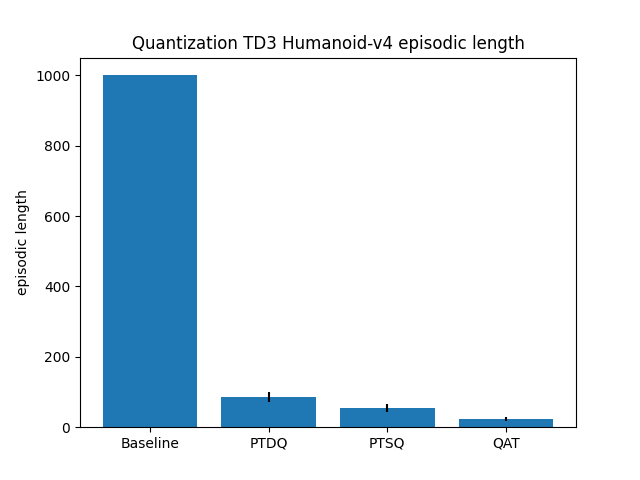 Quantization TD3 Humanoid-v4 episodic length
episodic length
1000
800
600
400
200
0
Baseline PTDQ PTSQ QAT